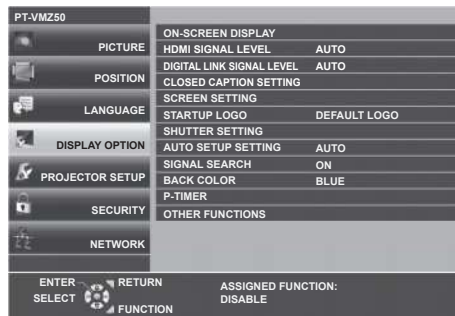 PT-VMZ50
PICTURE
POSITION
LANGUAGE
DISPLAY OPTION
PROJECTOR SETUP
SECURITY
NETWORK
ON-SCREEN DISPLAY
HDMI SIGNAL LEVEL AUTO
DIGITAL LINK SIGNAL LEVEL AUTO
CLOSED CAPTION SETTING
SCREEN SETTING
STARTUP LOGO DEFAULT LOGO
SHUTTER SETTING
AUTO SETUP SETTING AUTO
SIGNAL SEARCH ON
BACK COLOR BLUE
P-TIMER
OTHER FUNCTIONS
ENTER RETURN
SELECT
FUNCTION
ASSIGNED FUNCTION:
DISABLE